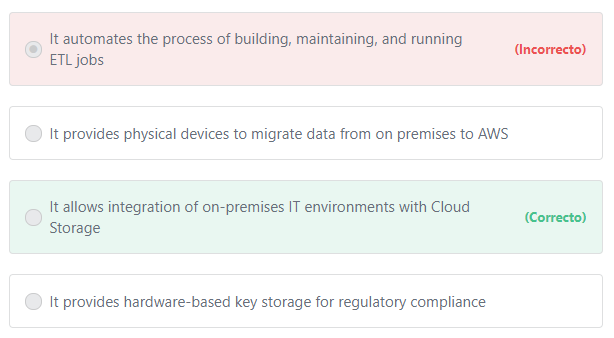 It automates the process of building, maintaining, and running
ETL jobs
(Incorrecto)
It provides physical devices to migrate data from on premises to AWS
It allows integration of on-premises IT environments with Cloud
Storage
(Correcto)
It provides hardware-based key storage for regulatory compliance